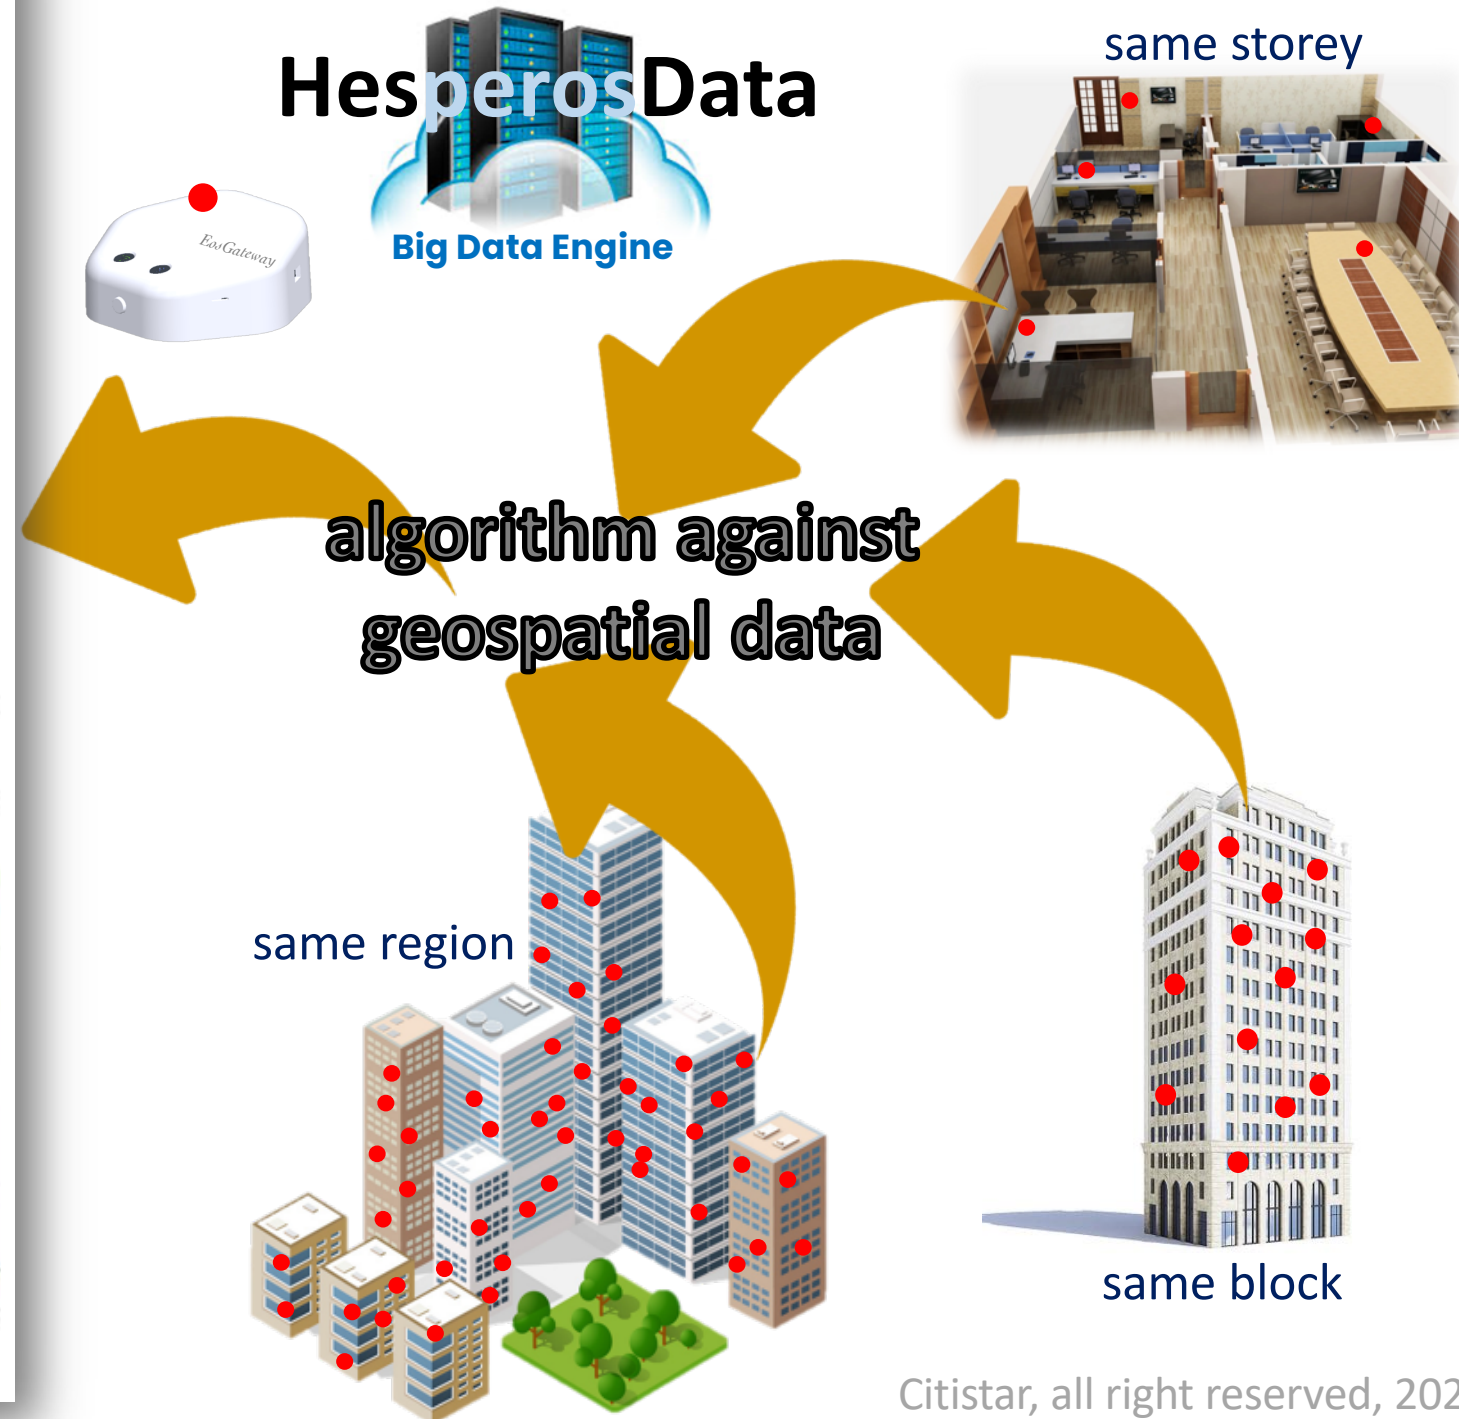 same storey
HesperosData
EosGateway
Big Data Engine
algorithm against
geospatial data
same region
same block
Citistar, all right reserved, 202